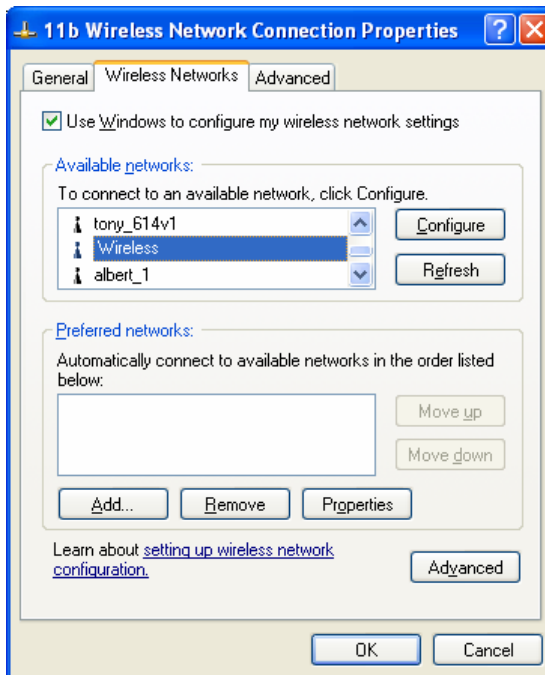 11b Wireless Network Connection Properties
General Wireless Networks Advanced
Use Windows to configure my wireless network settings
Available networks:
To connect to an available network, click Configure.
tony_614v1
Wireless
albert_1
Configure
Refresh
Preferred networks:
Automatically connect to available networks in the order listed
below:
Move up
Move down
Add... Remove Properties
Learn about setting up wireless network
configuration.
Advanced
OK Cancel